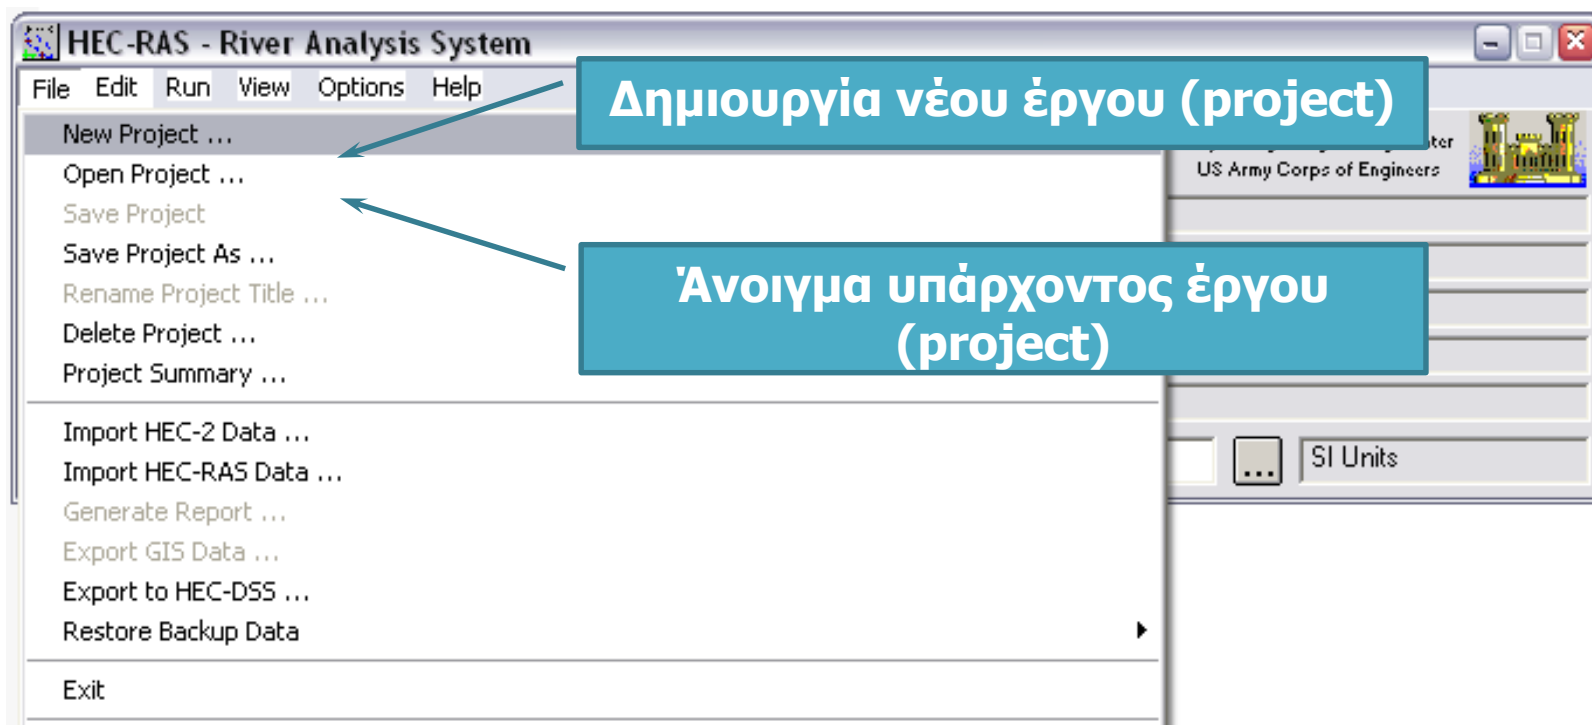 HEC-RAS - River Analysis System
File Edit Run View Options Help
Δημιουργία νέου έργου (project)
New Project ...
US Army Corps of Engineers
Open Project ...
Save Project
Save Project As ...
Άνοιγμα υπάρχοντος έργου
(project)
Rename Project Title ...
Delete Project ...
Project Summary ...
Import HEC-2 Data ...
Import HEC-RAS Data ...
... SI Units
Generate Report ...
Export GIS Data ...
Export to HEC-DSS ...
Restore Backup Data
Exit